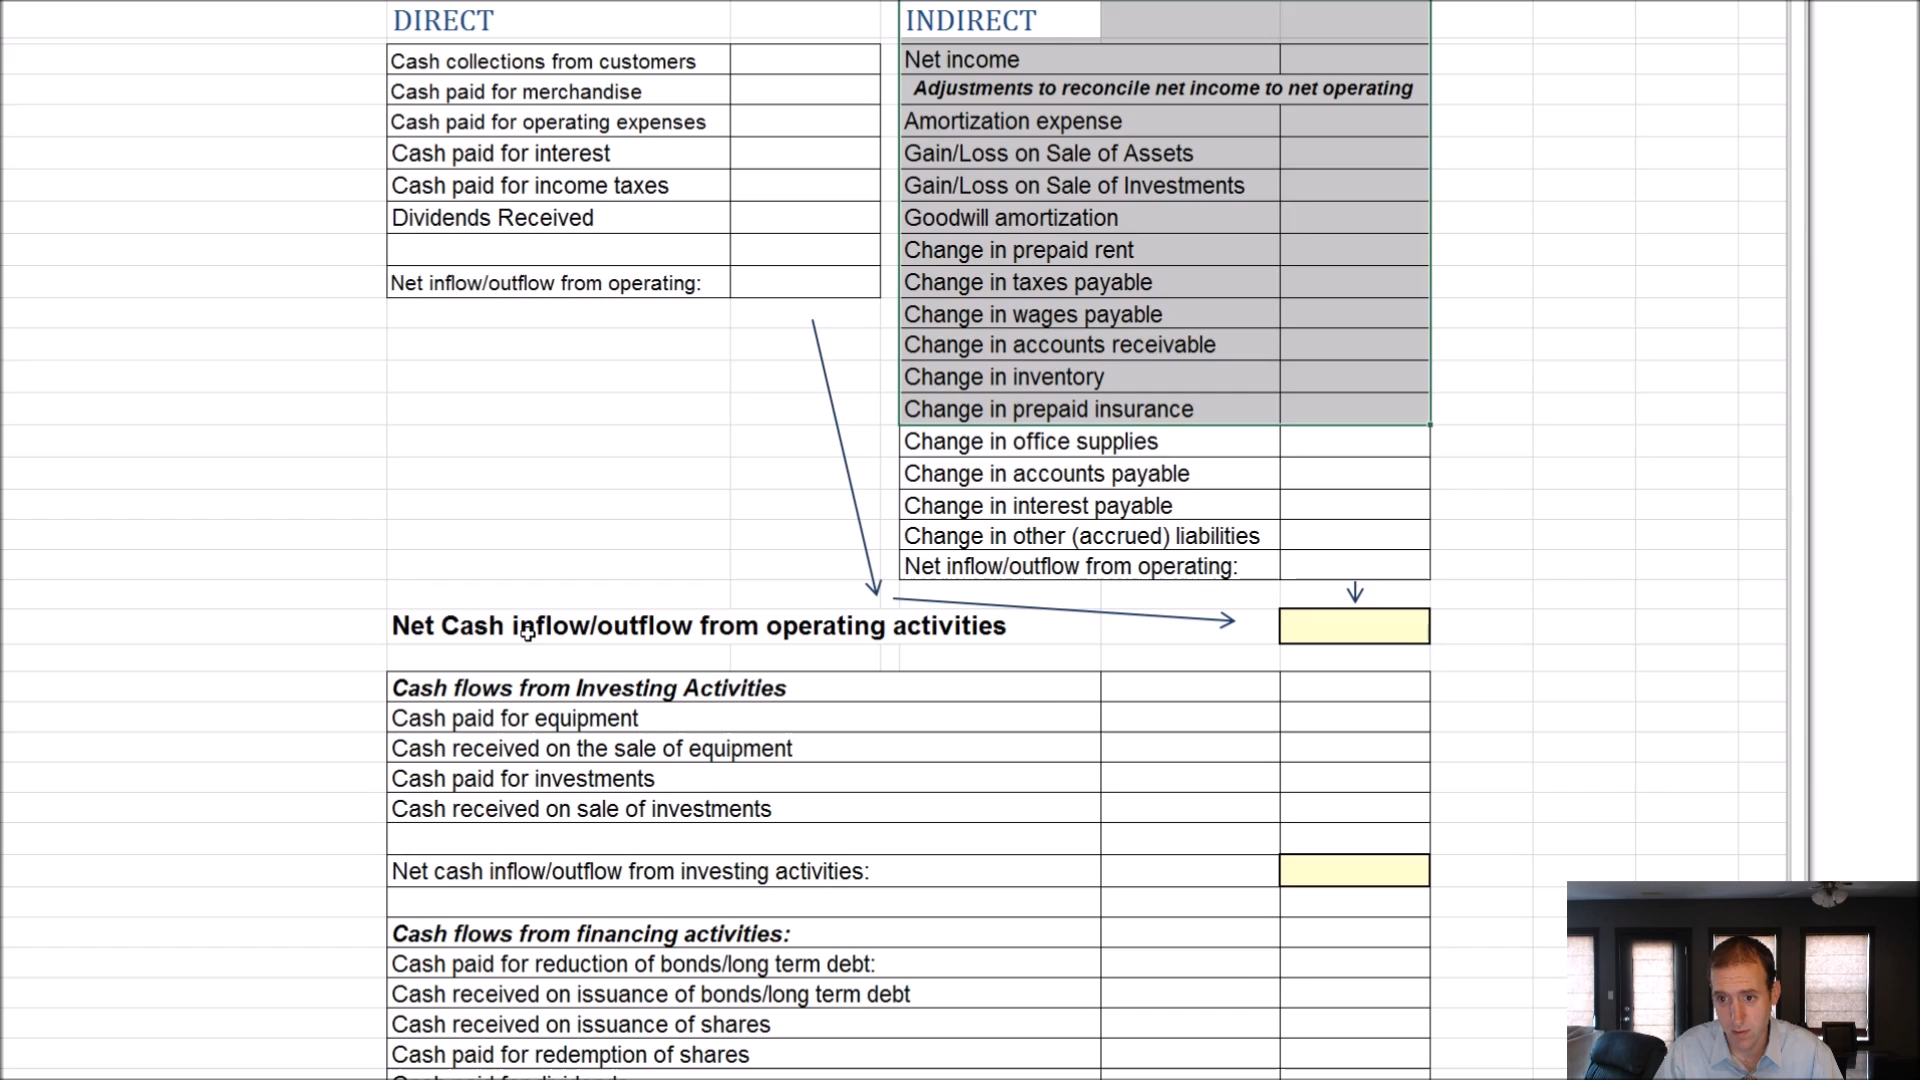 DIRECT
Cash collections from customers
Cash paid for merchandise
Cash paid for operating expenses
Cash paid for interest
Cash paid for income taxes
Dividends Received
Net inflow/outflow from operating:
INDIRECT
Net income
Adjustments to reconcile net income to net operating
Amortization expense
Gain/Loss on Sale of Assets
Gain/Loss on Sale of Investments
Goodwill amortization
Change in prepaid rent
Change in taxes payable
Change in wages payable
Change in accounts receivable
Change in inventory
Change in prepaid insurance
Change in office supplies
Change in accounts payable
Change in interest payable
Change in other (accrued) liabilities
Net inflow/outflow from operating:
Net Cash inflow/outflow from operating activities
Cash flows from Investing Activities
Cash paid for equipment
Cash received on the sale of equipment
Cash paid for investments
Cash received on sale of investments
Net cash inflow/outflow from investing activities:
Cash flows from financing activities:
Cash paid for reduction of bonds/long term debt:
Cash received on issuance of bonds/long term debt
Cash received on issuance of shares
Cash paid for redemption of shares